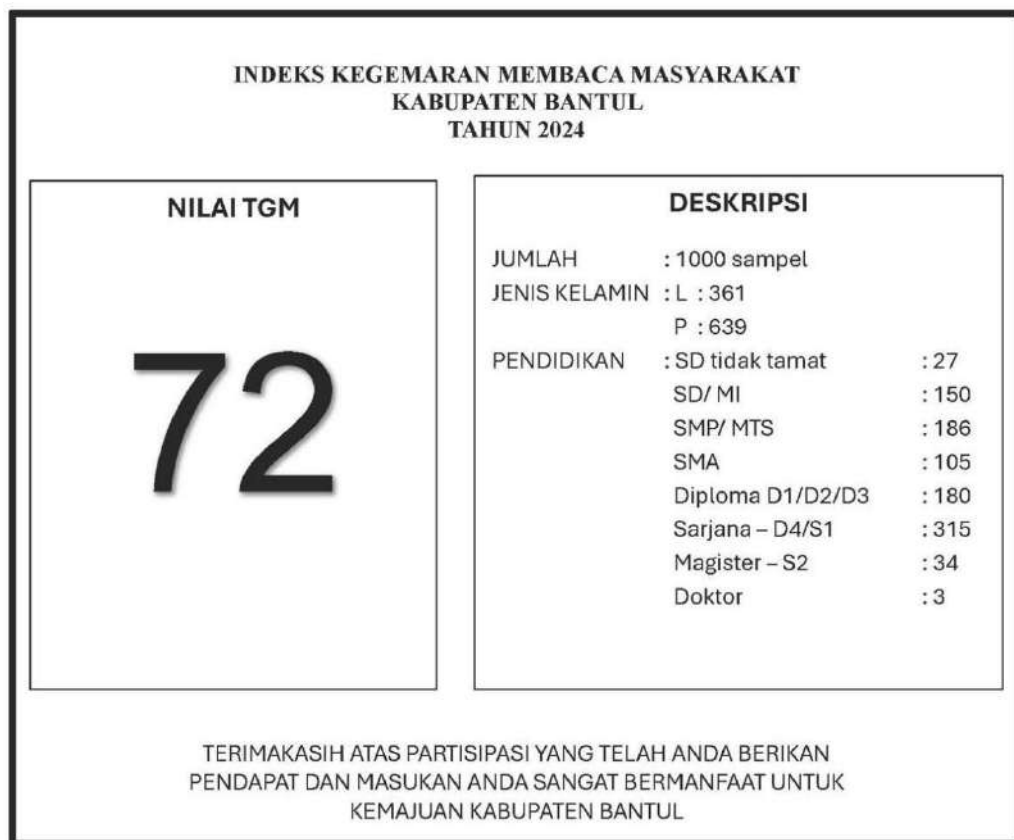 INDEKS KEGEMARAN MEMBACA MASYARAKAT
KABUPATEN BANTUL
TAHUN 2024
NILAI TGM
72
DESKRIPSI
JUMLAH : 1000 sampel
JENIS KELAMIN : L : 361
P : 639
PENDIDIKAN : SD tidak tamat : 27
SD/ MI : 150
SMP/ MTS : 186
SMA : 105
Diploma D1/D2/D3 : 180
Sarjana – D4/S1 : 315
Magister – S2 : 34
Doktor : 3
TERIMAKASIH ATAS PARTISIPASI YANG TELAH ANDA BERIKAN
PENDAPAT DAN MASUKAN ANDA SANGAT BERMANFAAT UNTUK
KEMAJUAN KABUPATEN BANTUL